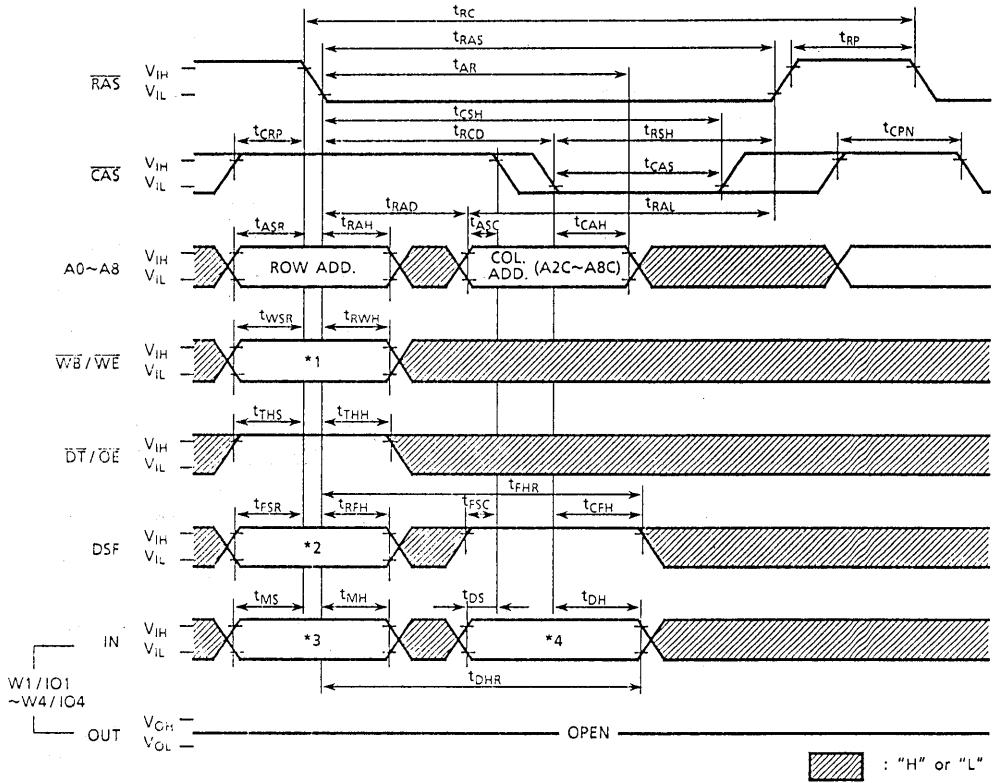 tRC
tRAS
tRP
tAR
RAS
VIH
VIL
tCSH
tCRP
tRCD
tRSH
tCPN
CAS
VIH
VIL
tCAS
tRAD
tRAL
tASR
tRAH
tASC
tCAH
A0~A8
VIH
VIL
ROW ADD.
COL. ADD. (A2C~A8C)
tWSR
tRWH
WB/WE
VIH
VIL
*1
tTHS
tTHH
DT/OE
VIH
VIL
tFHR
tFSR
tRFH
tFSC
tCFH
DSF
VIH
VIL
*2
tMS
tMH
tDS
tDH
IN
VIH
VIL
*3
*4
tDHR
W1/IO1
~W4/IO4
OUT
VOH
VOL
OPEN
: "H" or "L"